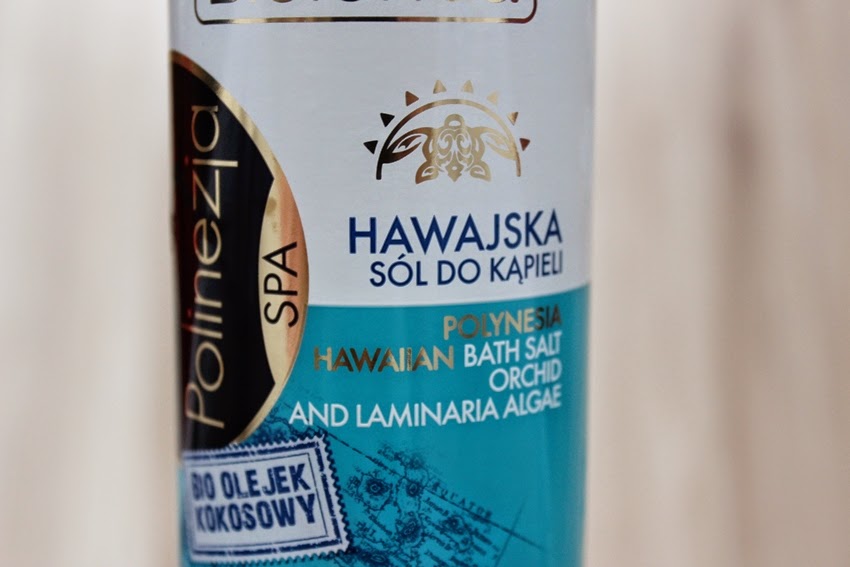 Polinezja
SPA
HAWAJSKA
SÓL DO KĄPIELI
POLYNESIA
HAWAIIAN BATH SALT
ORCHID
AND LAMINARIA ALGAE
BIO OLEJEK
KOKOSOWY